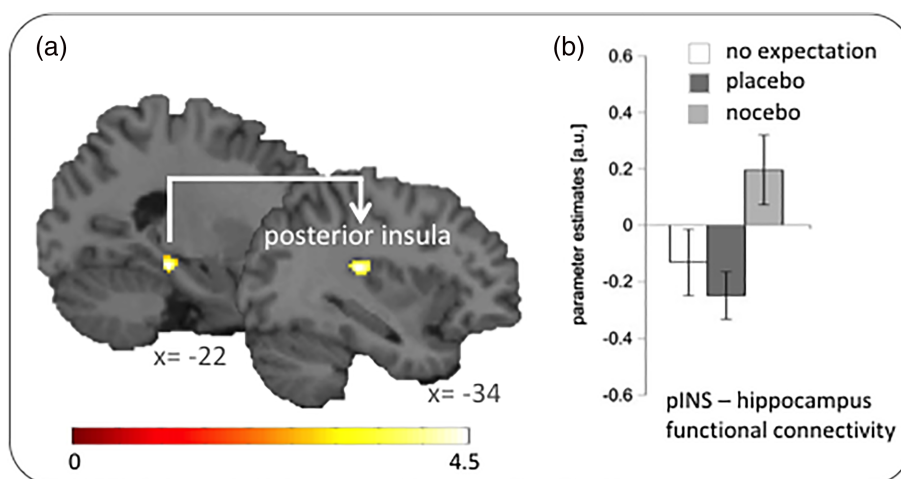 (a)
posterior insula
x= -22
x= -34
0
4.5
(b)
no expectation
placebo
nocebo
parameter estimates [a.u.]
0.6
0.4
0.2
0
-0.2
-0.4
-0.6
pINS – hippocampus
functional connectivity